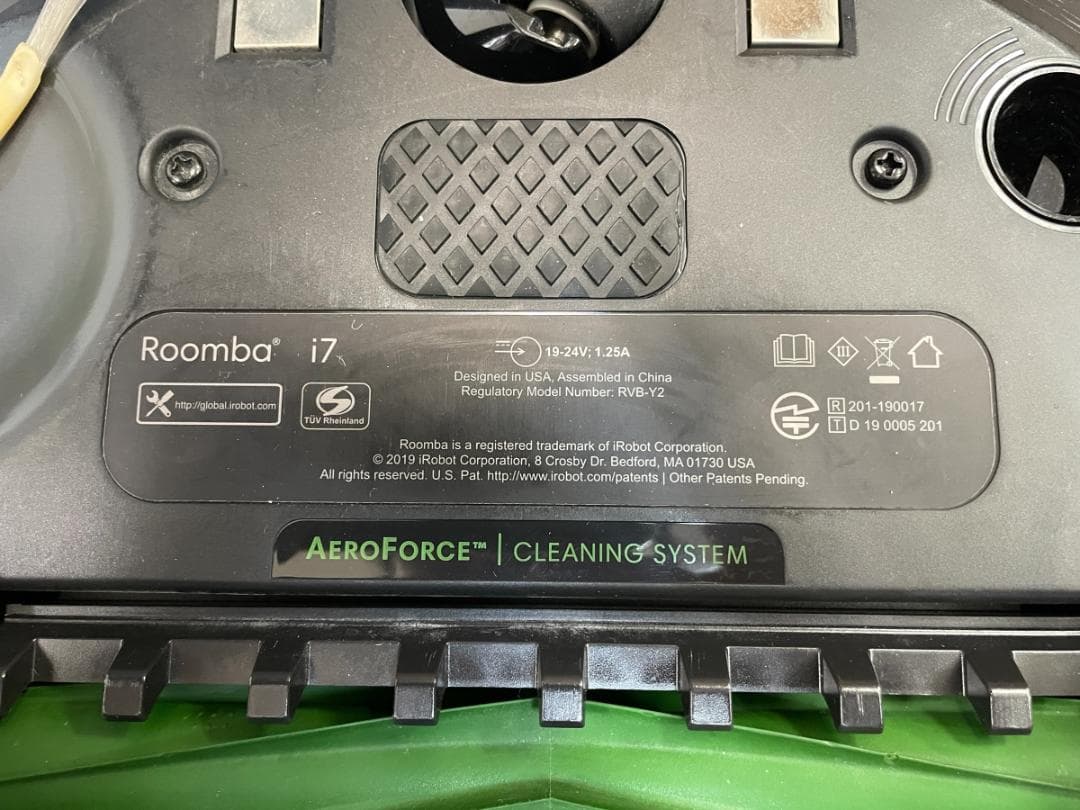 Roomba® i7
19-24V; 1.25A
Designed in USA, Assembled in China
Regulatory Model Number: RVB-Y2
III
http://global.irobot.com
TÜV Rheinland
R 201-190017
T D 19 0005 201
Roomba is a registered trademark of iRobot Corporation.
© 2019 iRobot Corporation, 8 Crosby Dr. Bedford, MA 01730 USA
All rights reserved. U.S. Pat. http://www.irobot.com/patents | Other Patents Pending.
AEROFORCE™ | CLEANING SYSTEM